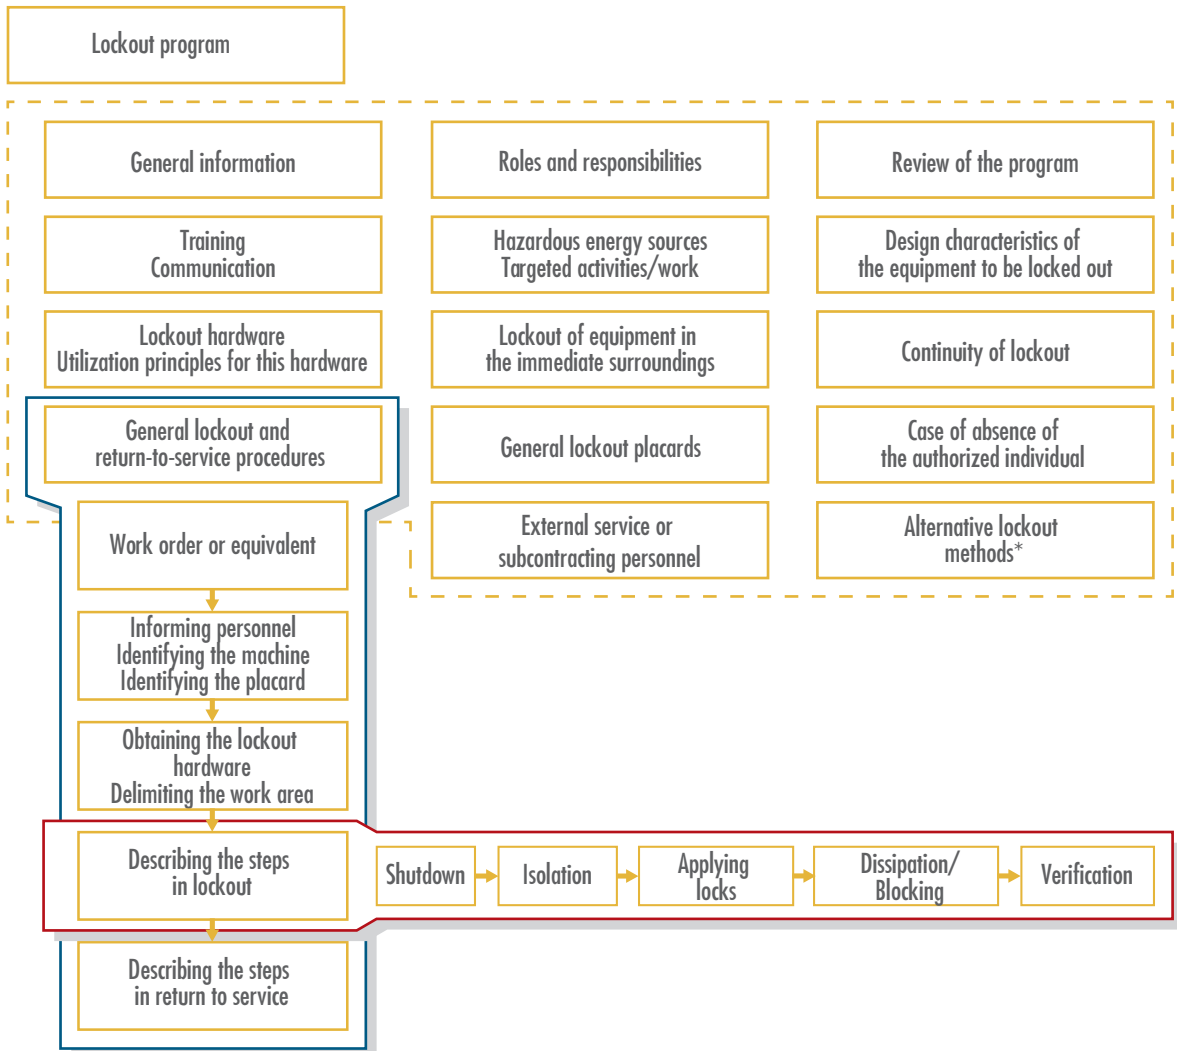 Lockout program
General information
Roles and responsibilities
Review of the program
Training
Communication
Hazardous energy sources
Targeted activities/work
Design characteristics of
the equipment to be locked out
Lockout hardware
Utilization principles for this hardware
Lockout of equipment in
the immediate surroundings
Continuity of lockout
General lockout and
return-to-service procedures
General lockout placards
Case of absence of
the authorized individual
Work order or equivalent
External service or
subcontracting personnel
Alternative lockout
methods*
Informing personnel
Identifying the machine
Identifying the placard
Obtaining the lockout
hardware
Delimiting the work area
Describing the steps
in lockout
Shutdown
Isolation
Applying
locks
Dissipation/
Blocking
Verification
Describing the steps
in return to service